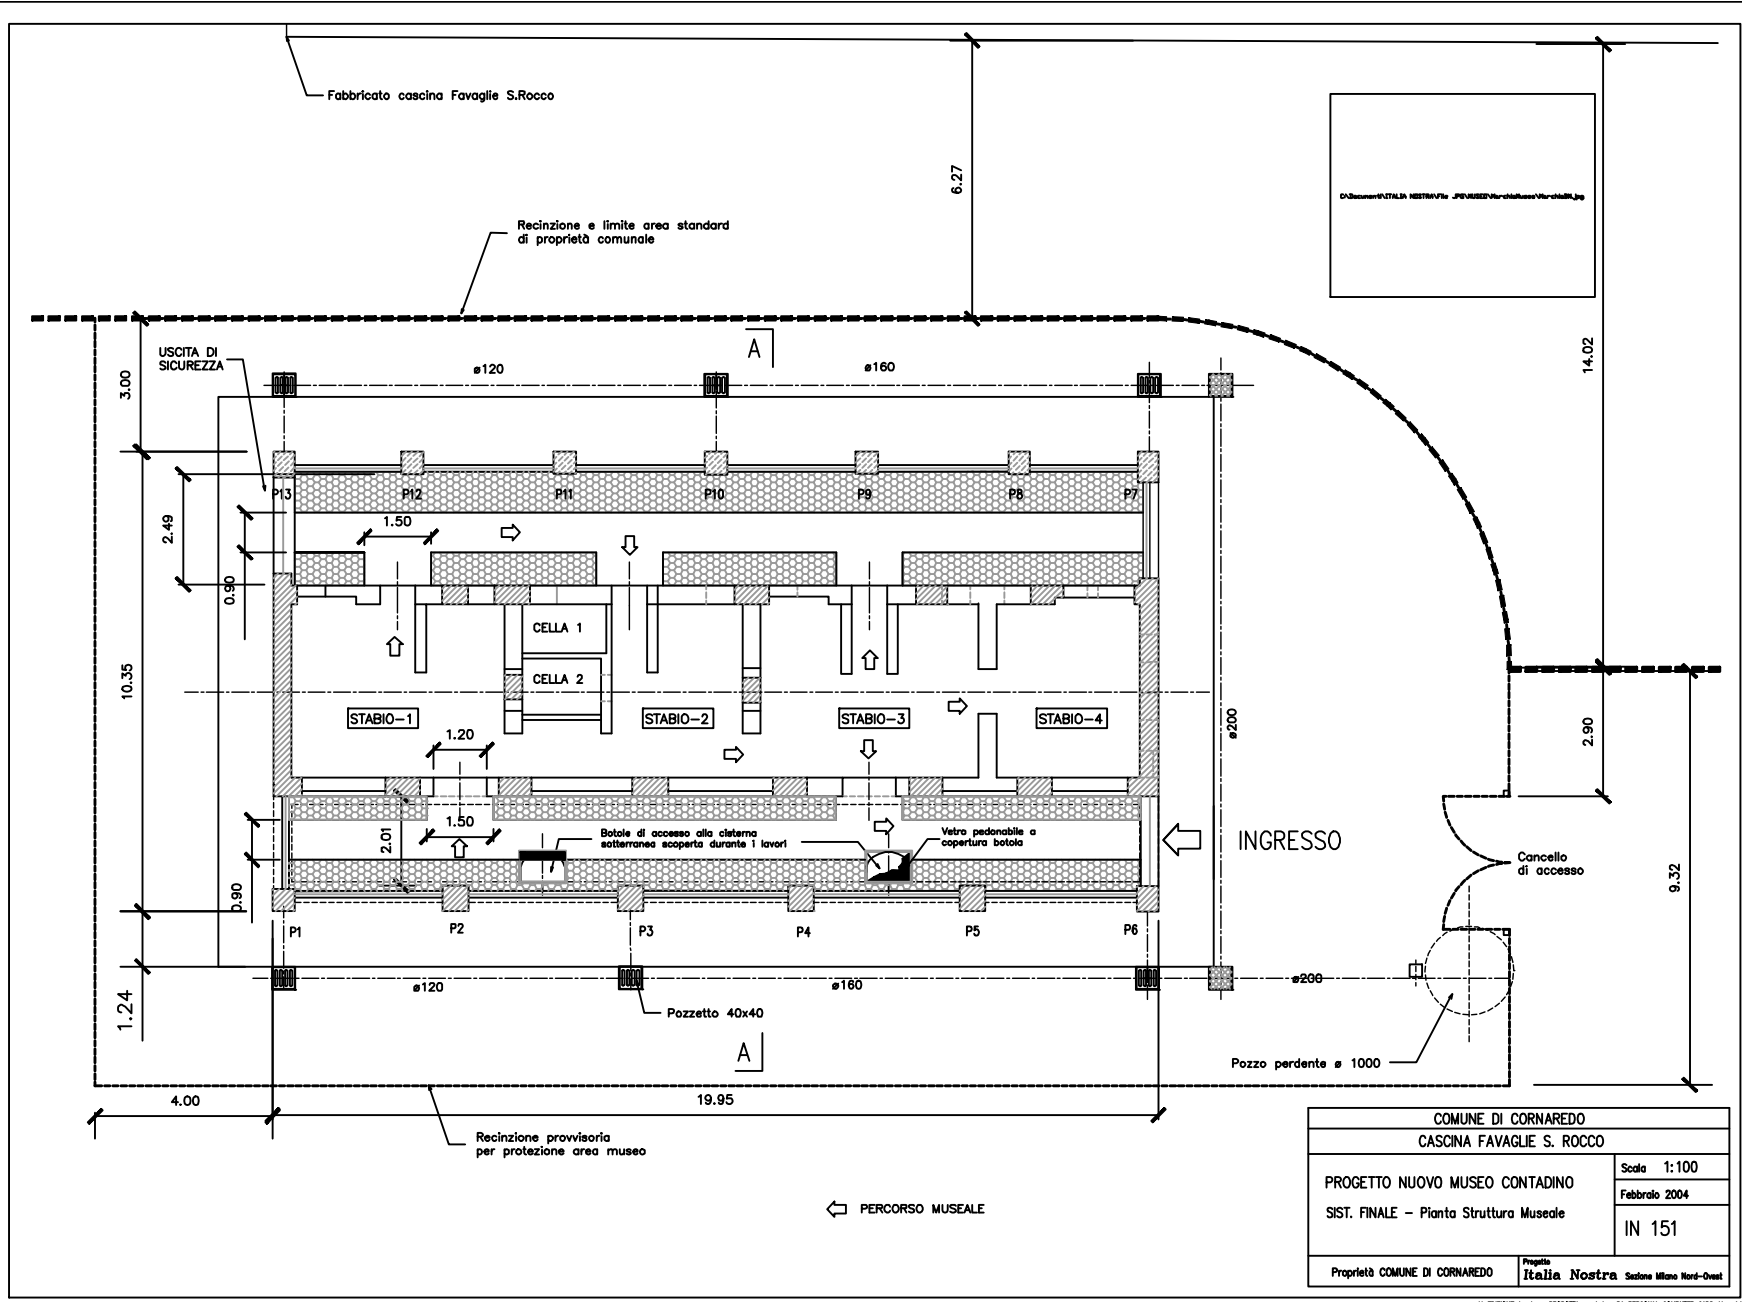 Fabbricato cascina Favaglie S.Rocco
6.27
14.02
Recinzione e limite area standard
di proprietà comunale
USCITA DI
SICUREZZA
A
ø120
ø160
3.00
P13
P12
P11
P10
P9
P8
P7
1.50
2.49
0.90
10.35
CELLA 1
CELLA 2
STABIO-1
STABIO-2
STABIO-3
STABIO-4
ø200
2.90
1.20
1.50
2.01
Botole di accesso alla cisterna
sotterranea scoperta durante i lavori
Vetro pedonabile a
copertura botola
INGRESSO
Cancello
di accesso
9.32
0.90
P1
P2
P3
P4
P5
P6
1.24
ø120
ø160
ø200
Pozzetto 40x40
A
Pozzo perdente ø 1000
4.00
19.95
Recinzione provvisoria
per protezione area museo
PERCORSO MUSEALE
COMUNE DI CORNAREDO
CASCINA FAVAGLIE S. ROCCO
PROGETTO NUOVO MUSEO CONTADINO
SIST. FINALE - Pianta Struttura Museale
Scala 1:100
Febbraio 2004
IN 151
Proprietà COMUNE DI CORNAREDO
Progetto
Italia Nostra Sezione Milano Nord-Ovest